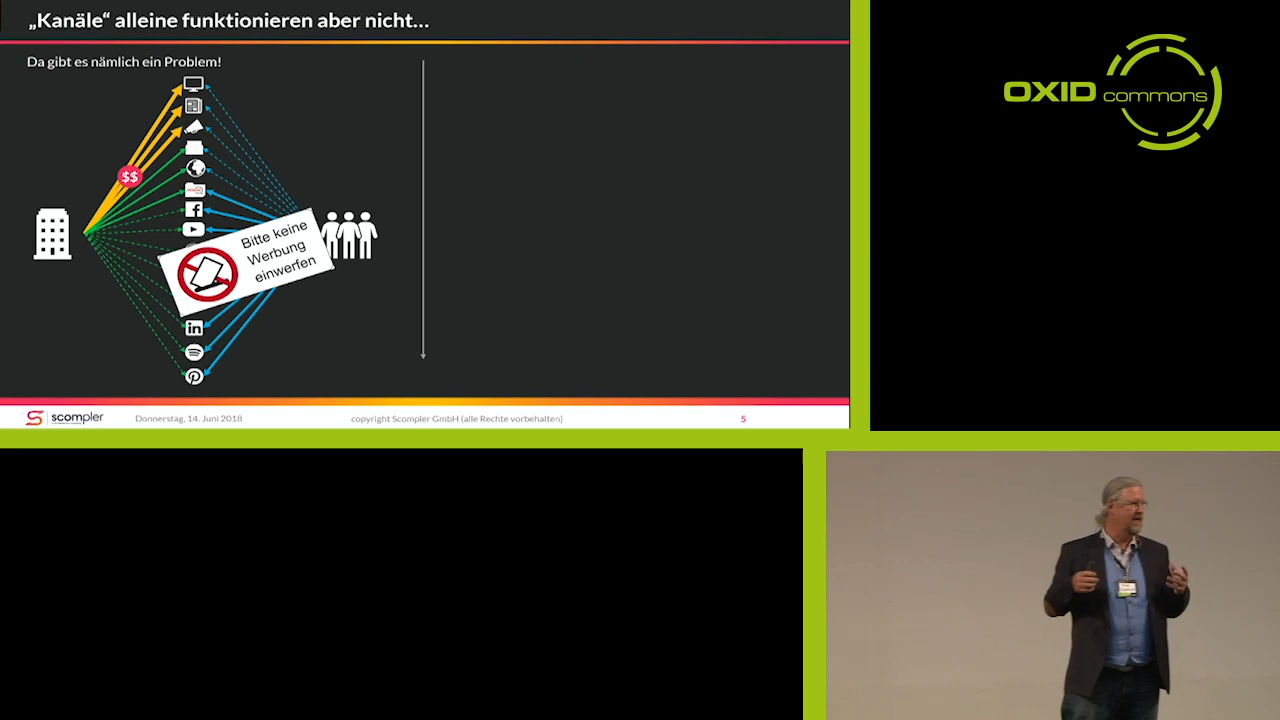 „Kanäle“ alleine funktionieren aber nicht…
Da gibt es nämlich ein Problem!
$$
Bitte keine
Werbung
einwerfen
scompler
Donnerstag, 14. Juni 2018
copyright Scompler GmbH (alle Rechte vorbehalten)
5
OXID commons